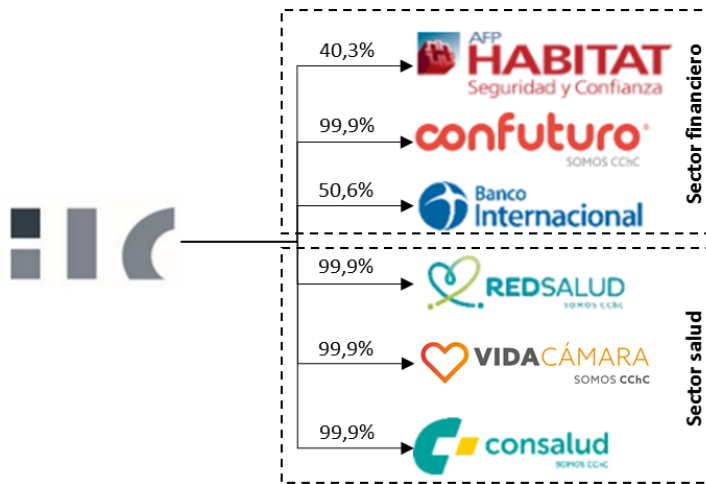 ILC
40,3%
AFP
HABITAT
Seguridad y Confianza
99,9%
confuturo®
SOMOS CChC
50,6%
Banco
Internacional
Sector financiero
99,9%
REDSALUD
SOMOS CChC
99,9%
VIDACÁMARA
SOMOS CChC
99,9%
consalud
SOMOS CChC
Sector salud